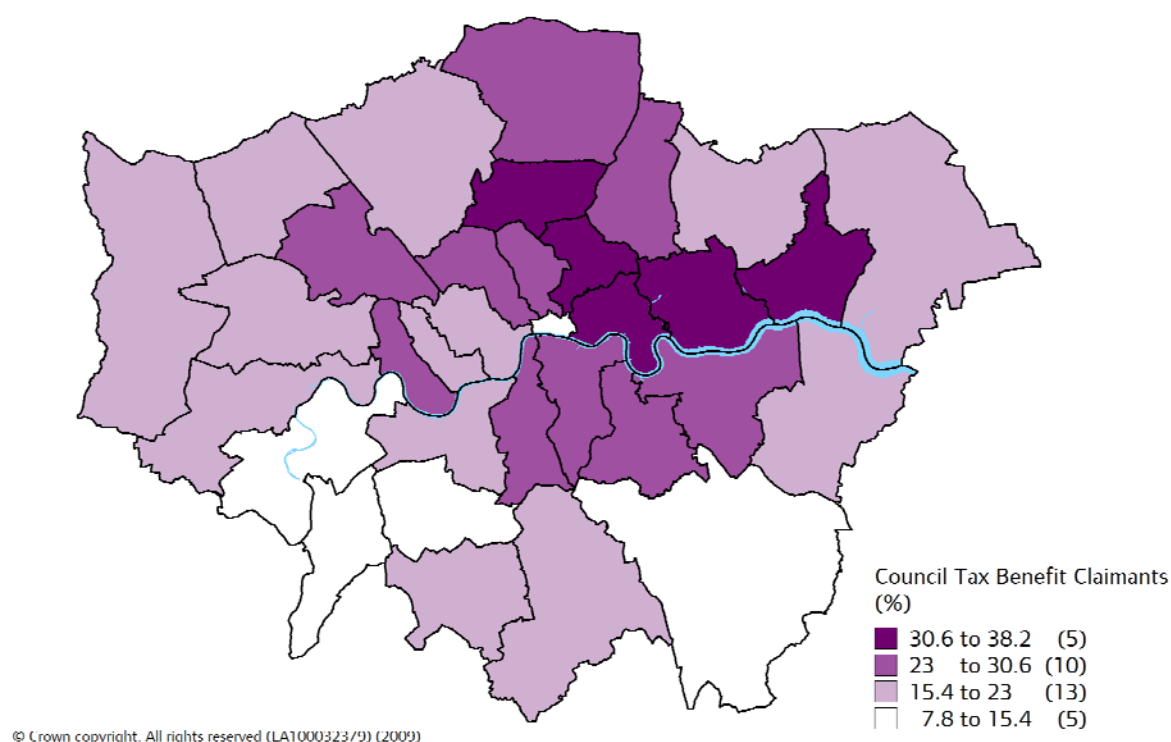 Council Tax Benefit Claimants
(%)
30.6 to 38.2 (5)
23 to 30.6 (10)
15.4 to 23 (13)
7.8 to 15.4 (5)
© Crown copyright. All rights reserved (LA100032379) (2009)